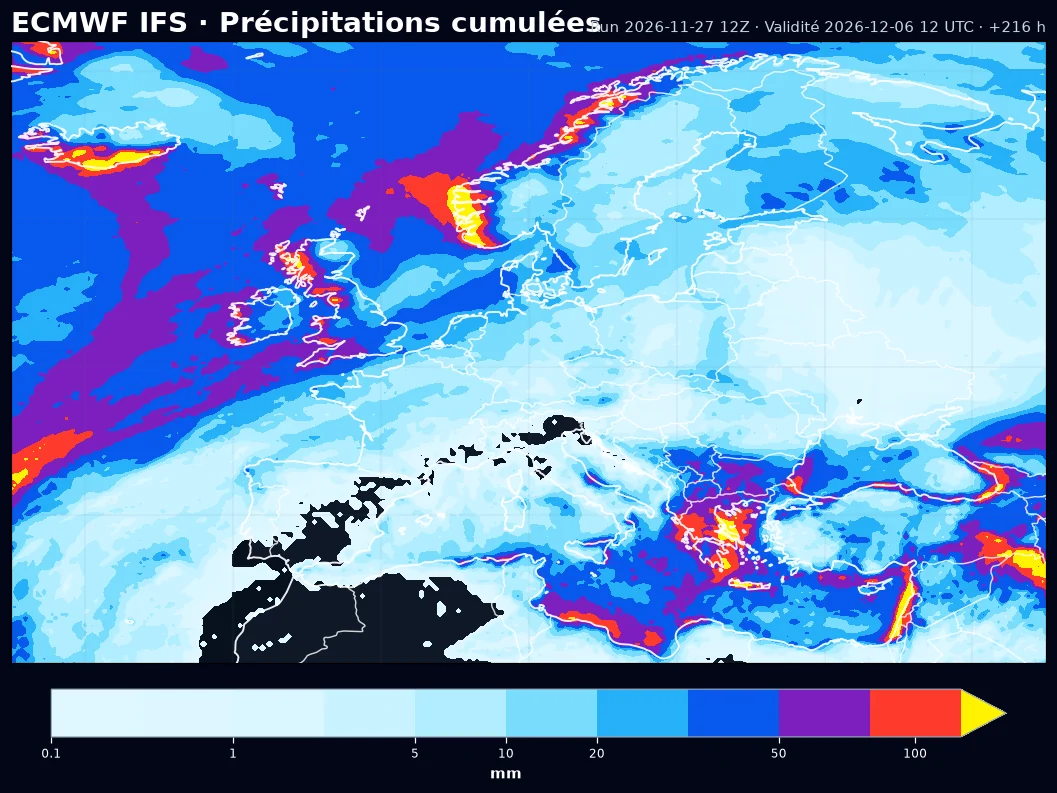 ECMWF IFS · Précipitations cumulées
Run 2026-11-27 12Z · Validité 2026-12-06 12 UTC · +216 h
0.1 1 5 10 20 50 100
mm